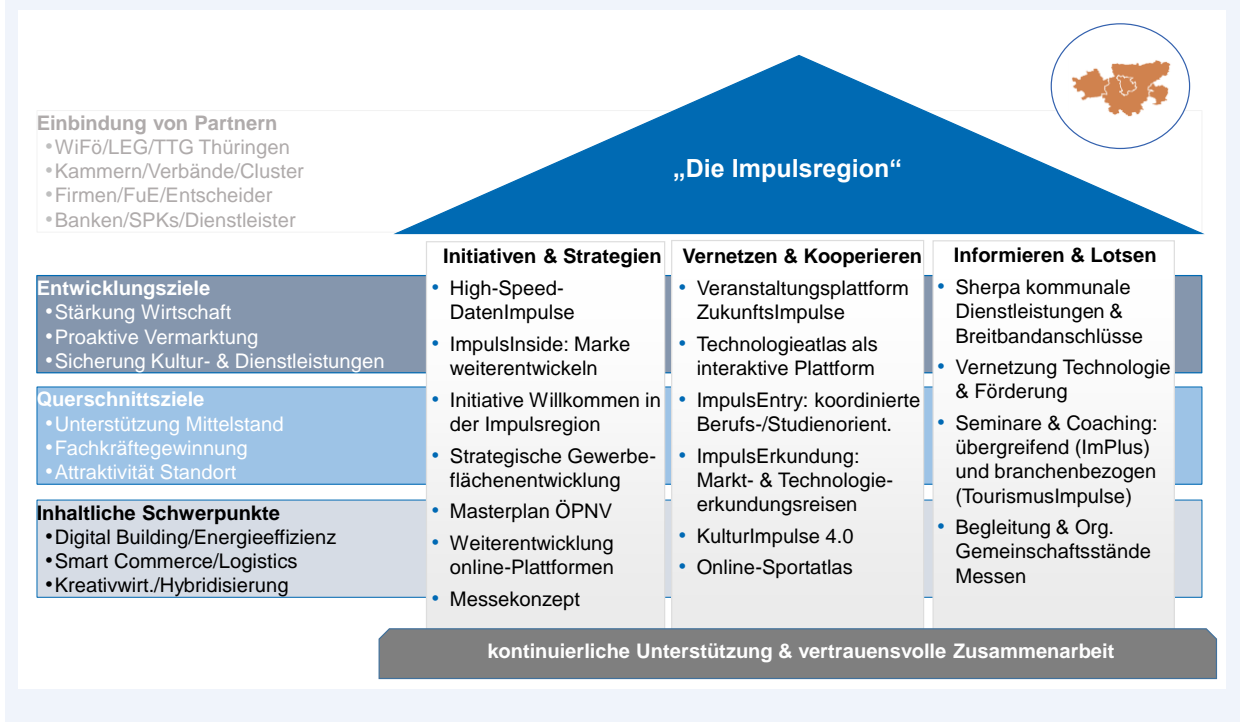 „Die Impulsregion“
Einbindung von Partnern
•WiFö/LEG/TTG Thüringen
•Kammern/Verbände/Cluster
•Firmen/FuE/Entscheider
•Banken/SPKs/Dienstleister
Entwicklungsziele
•Stärkung Wirtschaft
•Proaktive Vermarktung
•Sicherung Kultur- & Dienstleistungen
Querschnittsziele
•Unterstützung Mittelstand
•Fachkräftegewinnung
•Attraktivität Standort
Inhaltliche Schwerpunkte
•Digital Building/Energieeffizienz
•Smart Commerce/Logistics
•Kreativwirt./Hybridisierung
Initiativen & Strategien
• High-Speed-
DatenImpulse
• ImpulsInside: Marke
weiterentwickeln
• Initiative Willkommen in
der Impulsregion
• Strategische Gewerbe-
flächenentwicklung
• Masterplan ÖPNV
• Weiterentwicklung
online-Plattformen
• Messekonzept
Vernetzen & Kooperieren
• Veranstaltungsplattform
ZukunftsImpulse
• Technologieatlas als
interaktive Plattform
• ImpulsEntry: koordinierte
Berufs-/Studienorient.
• ImpulsErkundung:
Markt- & Technologie-
erkundungsreisen
• KulturImpulse 4.0
• Online-Sportatlas
Informieren & Lotsen
• Sherpa kommunale
Dienstleistungen &
Breitbandanschlüsse
• Vernetzung Technologie
& Förderung
• Seminare & Coaching:
übergreifend (ImPlus)
und branchenbezogen
(TourismusImpulse)
• Begleitung & Org.
Gemeinschaftsstände
Messen
kontinuierliche Unterstützung & vertrauensvolle Zusammenarbeit